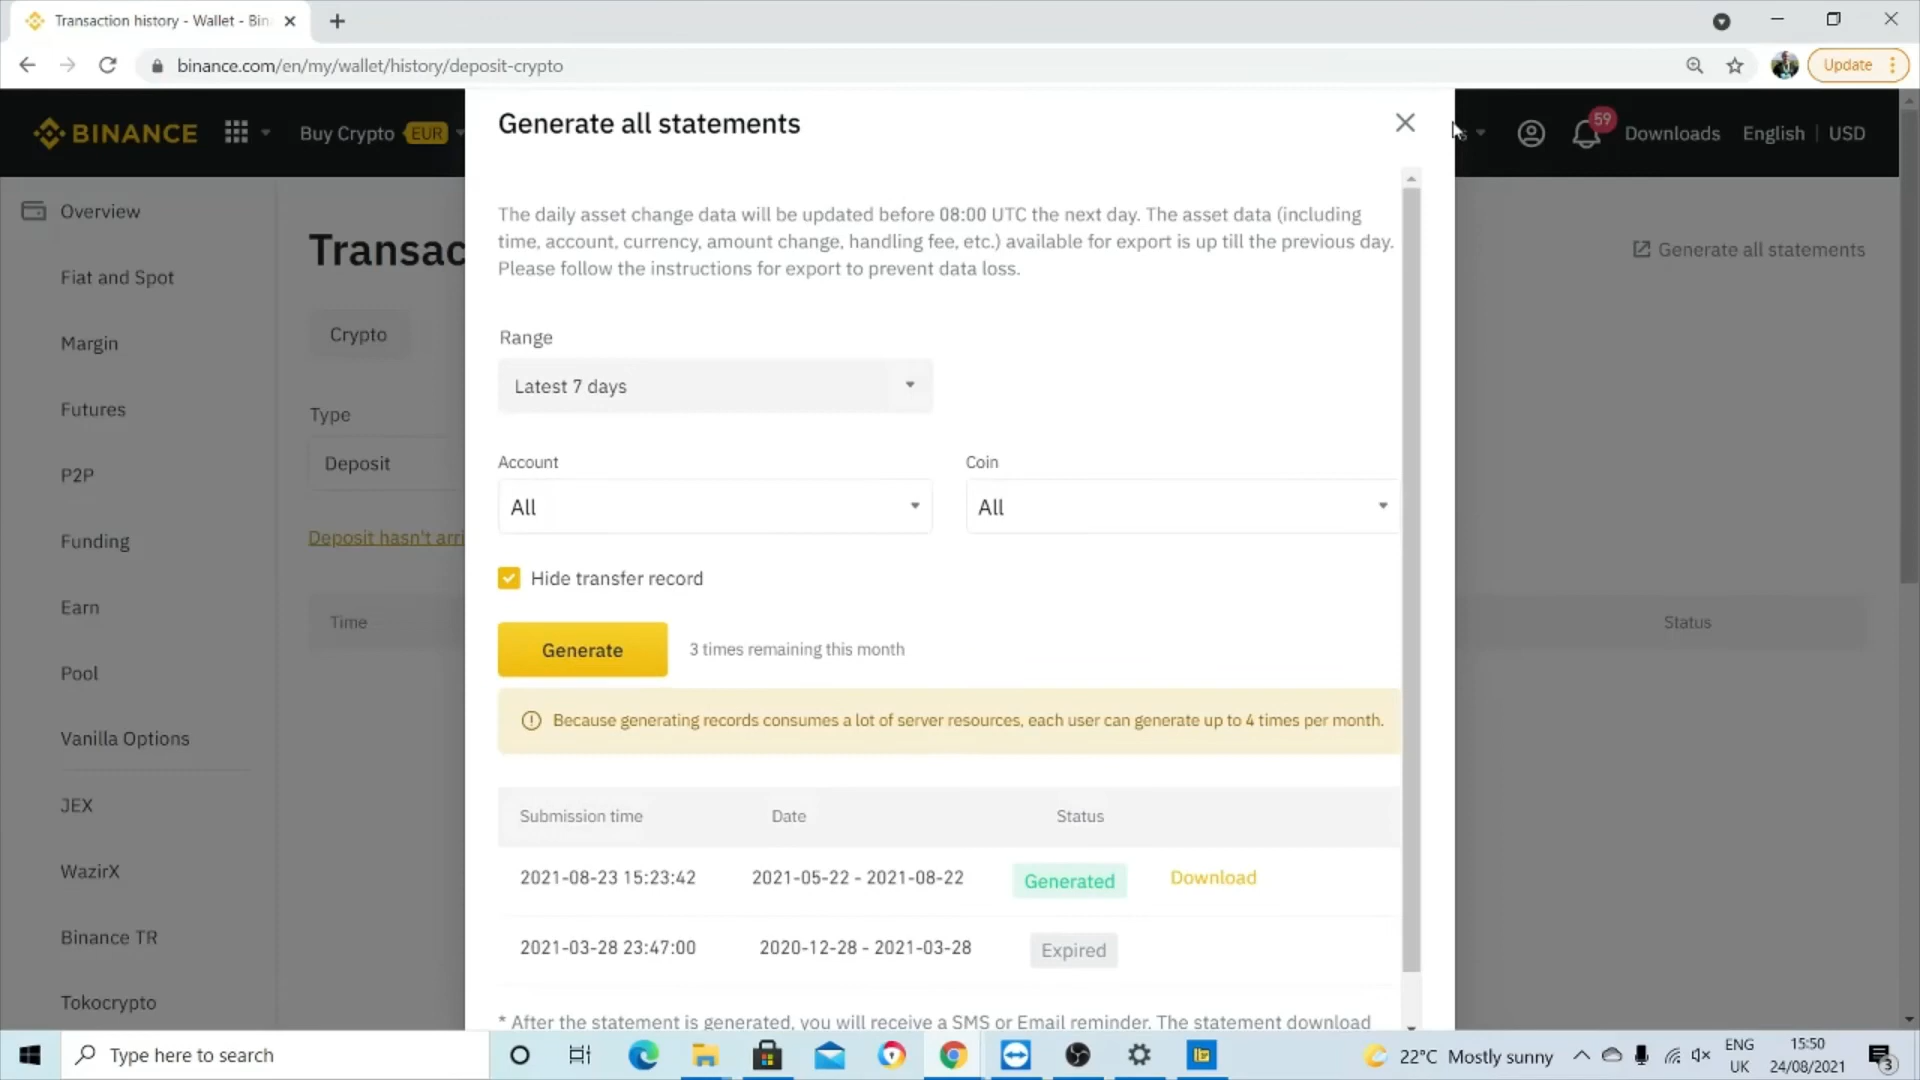 Transaction history - Wallet - Bin
binance.com/en/my/wallet/history/deposit-crypto
Update
BINANCE
Buy Crypto EUR
59
Downloads English | USD
Generate all statements
Overview
Fiat and Spot
Margin
Futures
P2P
Funding
Earn
Pool
Vanilla Options
JEX
WazirX
Binance TR
Tokocrypto
Transac
Generate all statements
Crypto
Type
Deposit
Deposit hasn't arri
Time
Status
The daily asset change data will be updated before 08:00 UTC the next day. The asset data (including
time, account, currency, amount change, handling fee, etc.) available for export is up till the previous day.
Please follow the instructions for export to prevent data loss.
Range
Latest 7 days
Account Coin
All All
Hide transfer record
Generate 3 times remaining this month
Because generating records consumes a lot of server resources, each user can generate up to 4 times per month.
Submission time Date Status
2021-08-23 15:23:42 2021-05-22 - 2021-08-22 Generated Download
2021-03-28 23:47:00 2020-12-28 - 2021-03-28 Expired
* After the statement is generated, you will receive a SMS or Email reminder. The statement download
Type here to search
22°C Mostly sunny
ENG
UK
15:50
24/08/2021
3